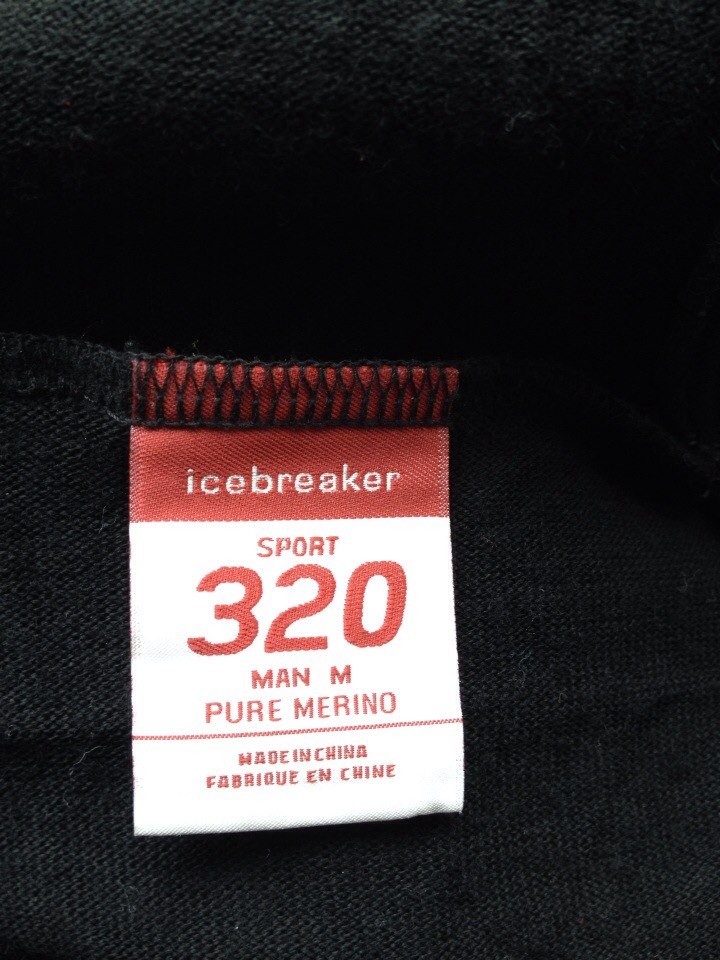 icebreaker
SPORT
320
MAN M
PURE MERINO
MADE IN CHINA
FABRIQUE EN CHINE